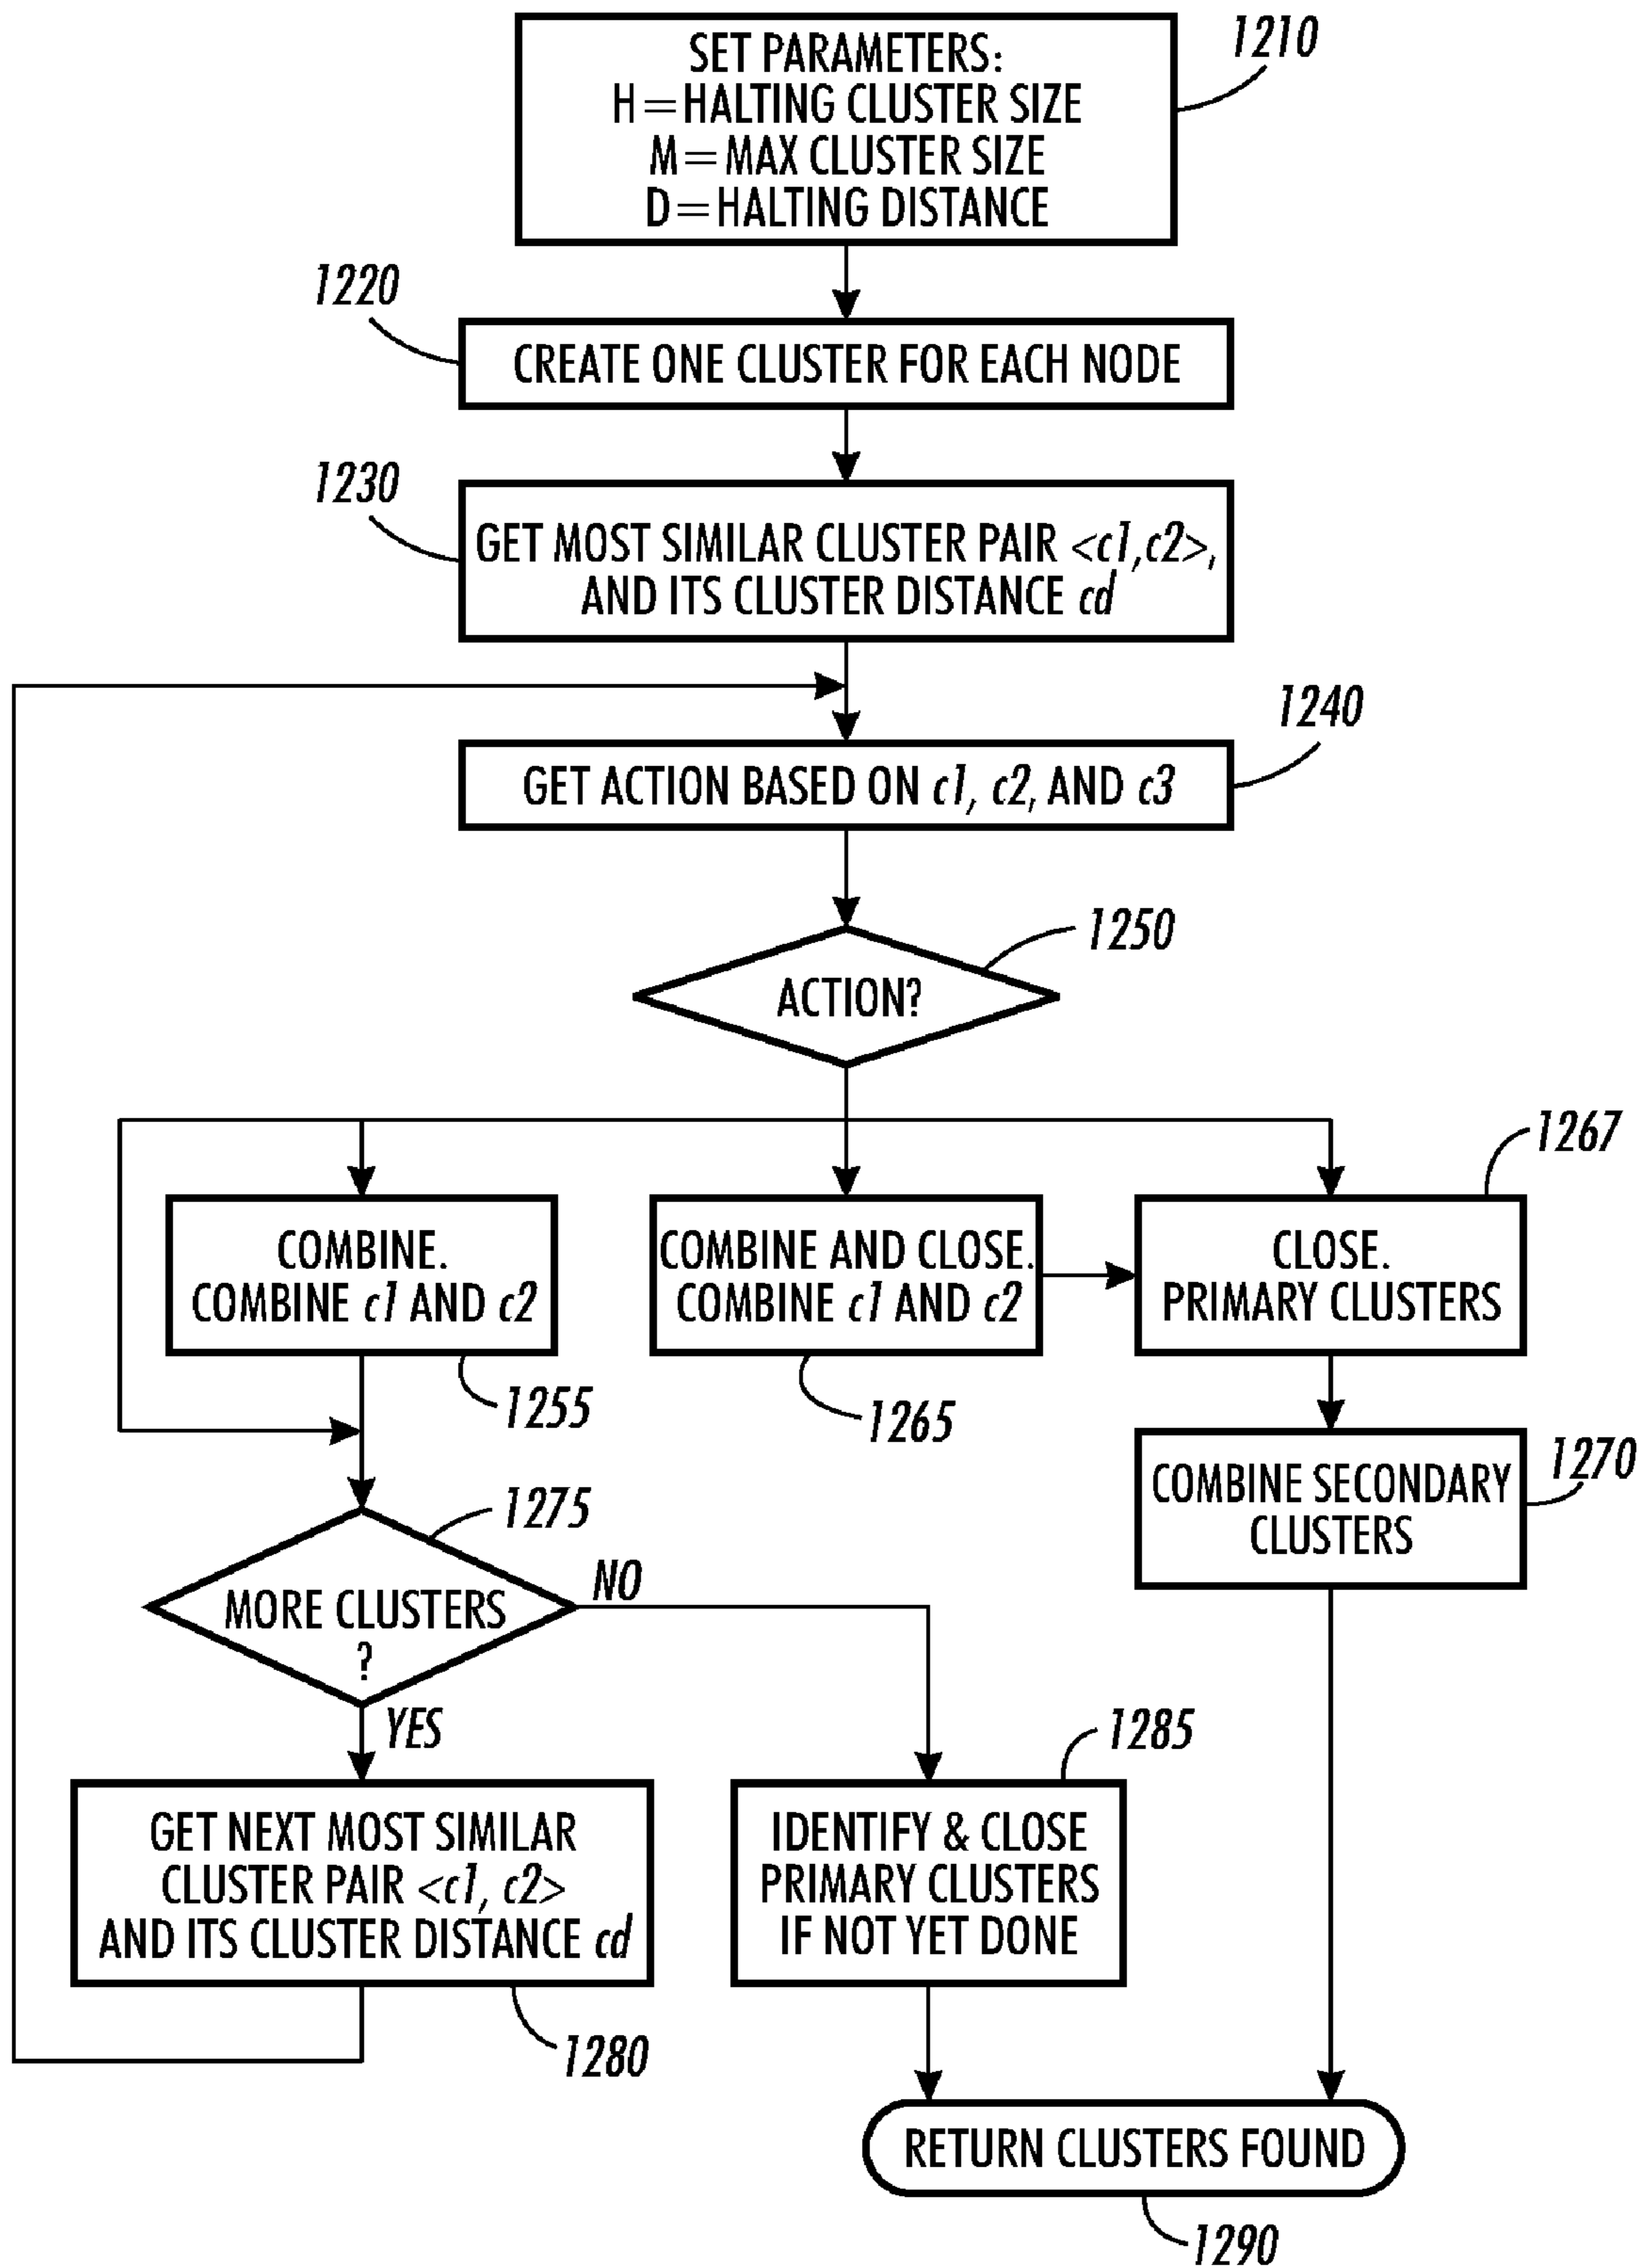 1210
SET PARAMETERS:
H=HALTING CLUSTER SIZE
M=MAX CLUSTER SIZE
D=HALTING DISTANCE
1220
CREATE ONE CLUSTER FOR EACH NODE
1230
GET MOST SIMILAR CLUSTER PAIR <c1,c2>,
AND ITS CLUSTER DISTANCE cd
1240
GET ACTION BASED ON c1, c2, AND c3
1250
ACTION?
1267
COMBINE.
COMBINE c1 AND c2
1255
COMBINE AND CLOSE.
COMBINE c1 AND c2
1265
CLOSE.
PRIMARY CLUSTERS
COMBINE SECONDARY
CLUSTERS
1270
1275
MORE CLUSTERS
?
NO
YES
GET NEXT MOST SIMILAR
CLUSTER PAIR <c1, c2>
AND ITS CLUSTER DISTANCE cd
1280
1285
IDENTIFY & CLOSE
PRIMARY CLUSTERS
IF NOT YET DONE
RETURN CLUSTERS FOUND
1290